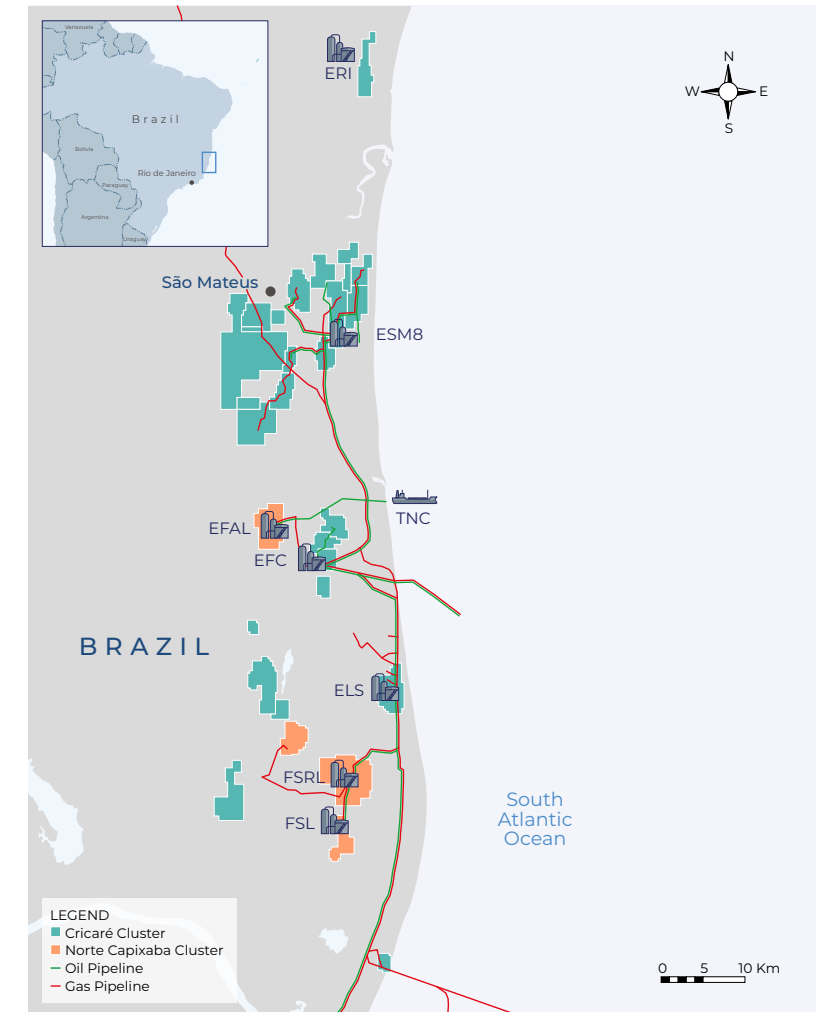 Venezuela
Brazil
Bolivia
Rio de Janeiro
Paraguay
Argentina
Uruguay
ERI
N
W
E
S
São Mateus
ESM8
TNC
EFAL
EFC
BRAZIL
ELS
FSRL
FSL
South
Atlantic
Ocean
LEGEND
Cricaré Cluster
Norte Capixaba Cluster
Oil Pipeline
Gas Pipeline
0 5 10 Km